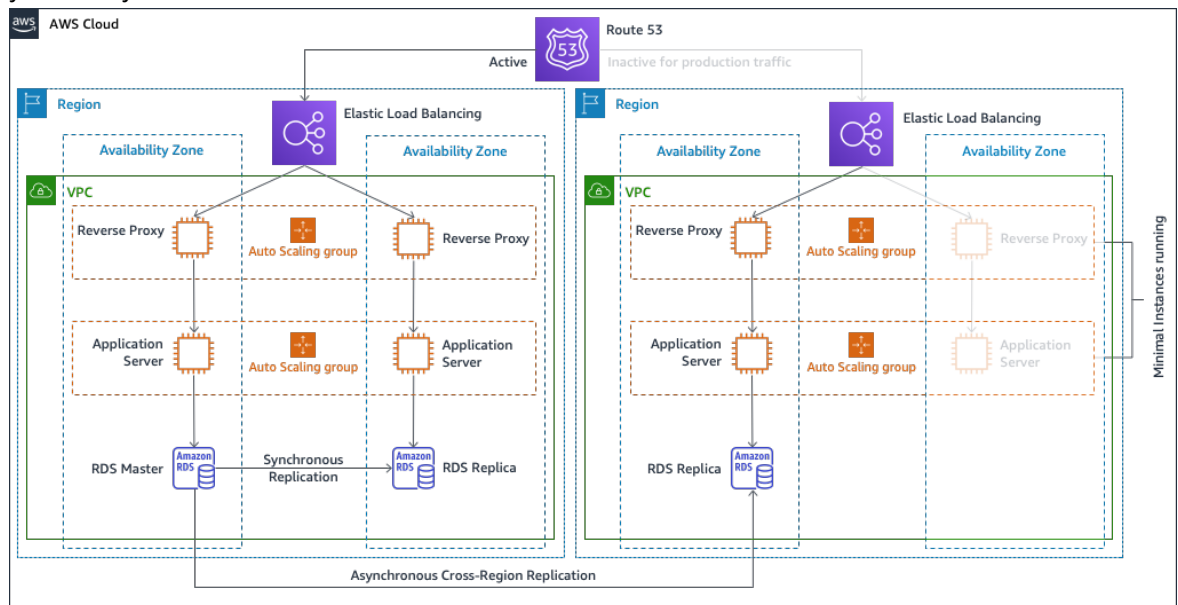 aws
AWS Cloud
Route 53
53
Active
Inactive for production traffic
Region
Elastic Load Balancing
Availability Zone
Availability Zone
VPC
Reverse Proxy
Auto Scaling group
Reverse Proxy
Application
Server
Auto Scaling group
Application
Server
RDS Master
Amazon
RDS
Synchronous
Replication
Amazon
RDS
RDS Replica
Region
Elastic Load Balancing
Availability Zone
Availability Zone
VPC
Reverse Proxy
Auto Scaling group
Reverse Proxy
Application
Server
Auto Scaling group
Application
Server
RDS Replica
Amazon
RDS
Minimal Instances running
Asynchronous Cross-Region Replication